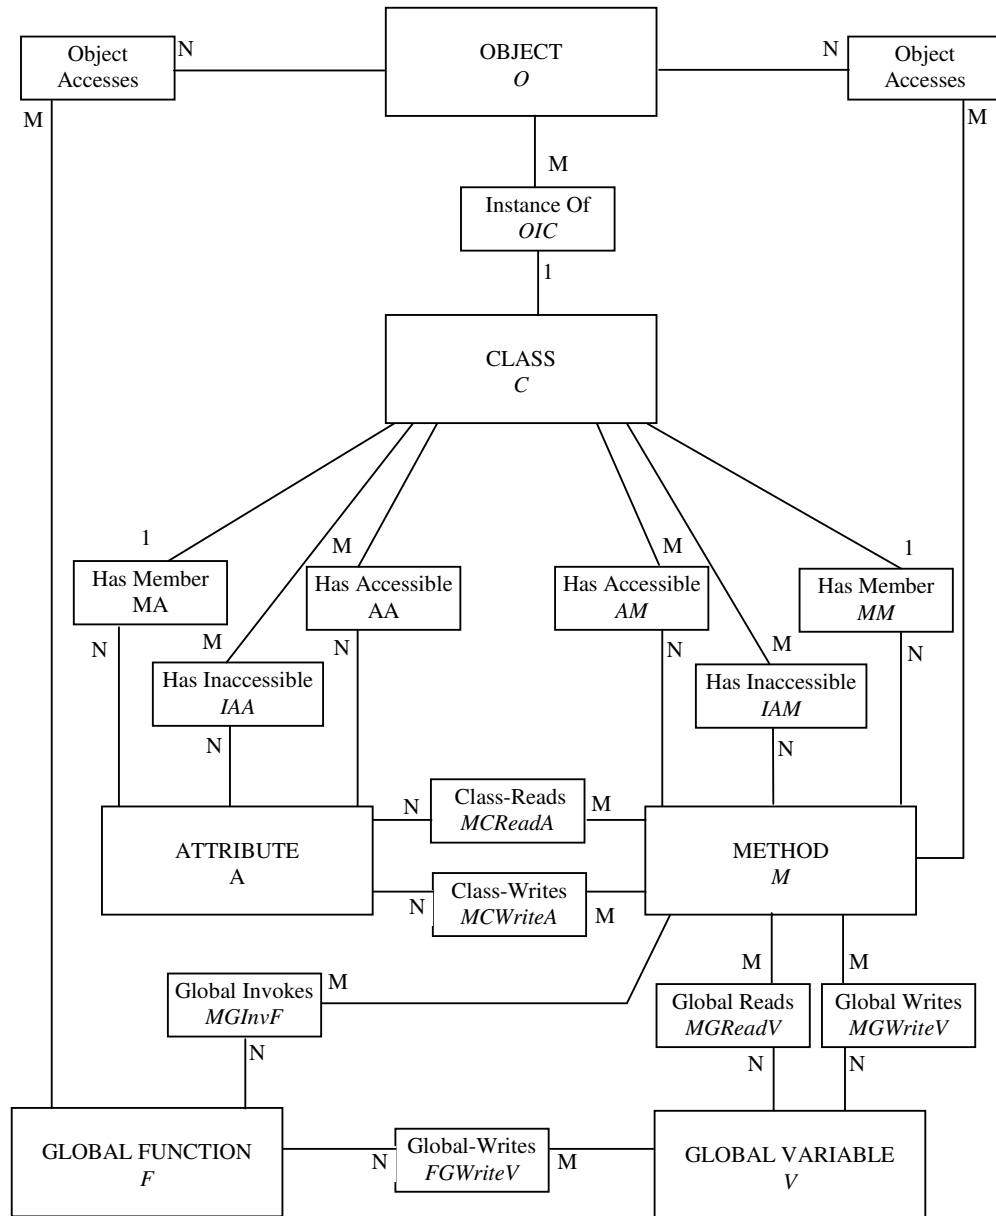 Object
Accesses
N
OBJECT
O
N
Object
Accesses
M
M
M
Instance Of
OIC
1
CLASS
C
1
M
M
1
Has Member
MA
Has Accessible
AA
Has Accessible
AM
Has Member
MM
N
M
N
N
M
N
Has Inaccessible
IAA
Has Inaccessible
IAM
N
N
N
Class-Reads
MCReadA
M
ATTRIBUTE
A
METHOD
M
N
Class-Writes
MCWriteA
M
M
M
M
Global Invokes
MGInvF
Global Reads
MGReadV
Global Writes
MGWriteV
N
N
N
GLOBAL FUNCTION
F
N
Global-Writes
FGWriteV
M
GLOBAL VARIABLE
V